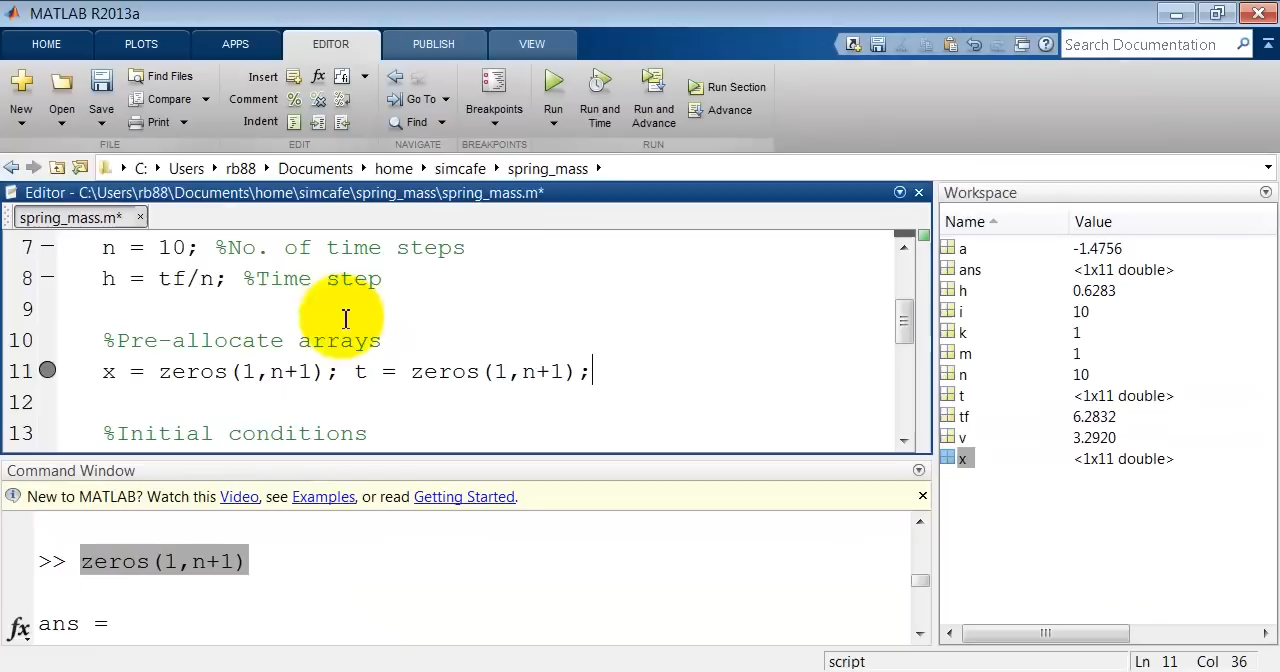 MATLAB R2013a
HOME PLOTS APPS EDITOR PUBLISH VIEW Search Documentation
New Open Save Find Files Compare Print Insert Comment Indent fx Go To Find Breakpoints Run Run and Time Run and Advance Run Section Advance
FILE EDIT NAVIGATE BREAKPOINTS RUN
C: Users rb88 Documents home simcafe spring_mass
Editor - C:\Users\rb88\Documents\home\simcafe\spring_mass\spring_mass.m*
spring_mass.m*
7 n = 10; %No. of time steps
8 h = tf/n; %Time step
9
10 %Pre-allocate arrays
11 x = zeros(1,n+1); t = zeros(1,n+1);
12
13 %Initial conditions
Command Window
New to MATLAB? Watch this Video, see Examples, or read Getting Started.
>> zeros(1,n+1)
fx ans =
Workspace
Name Value
a -1.4756
ans <1x11 double>
h 0.6283
i 10
k 1
m 1
n 10
t <1x11 double>
tf 6.2832
v 3.2920
x <1x11 double>
script Ln 11 Col 36